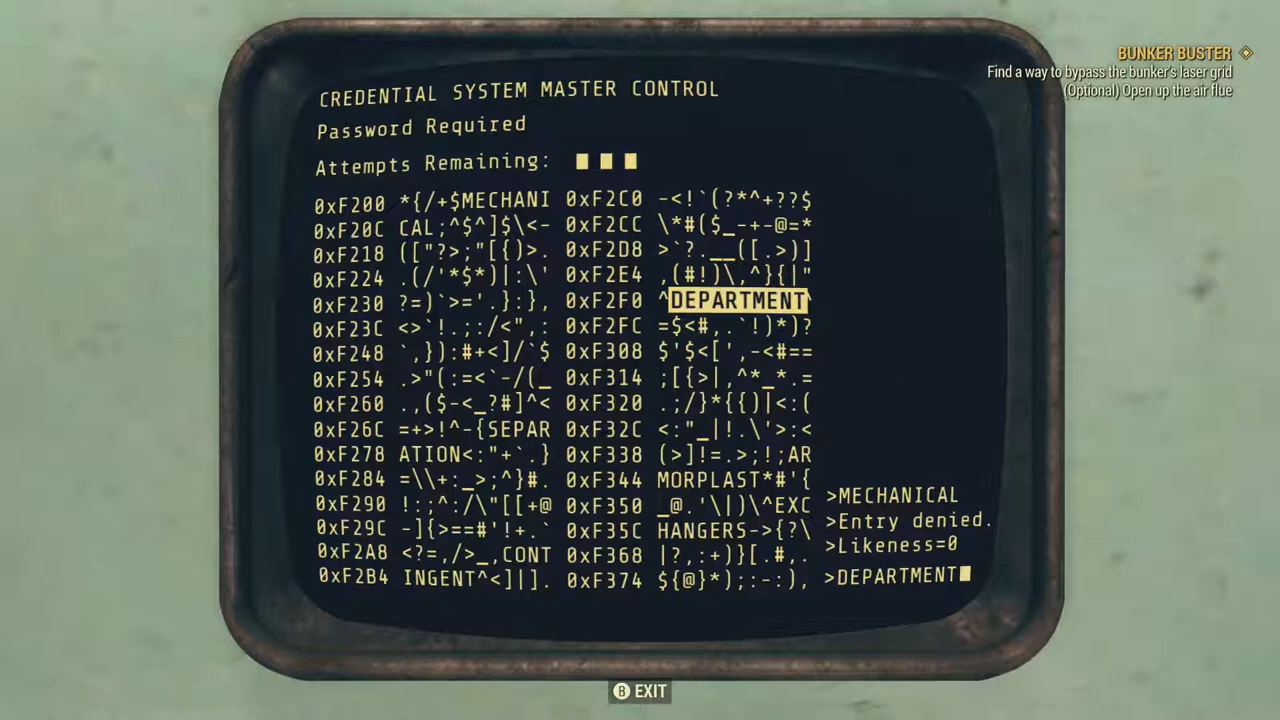 BUNKER BUSTER
Find a way to bypass the bunker's laser grid
(Optional) Open up the air flue
CREDENTIAL SYSTEM MASTER CONTROL
Password Required
Attempts Remaining: ■ ■ ■
0xF200 *{/+$MECHANI 0xF2C0 -<!`(?*^+??$
0xF20C CAL;^$^]$\<- 0xF2CC \*#($_-+-@=*
0xF218 (["?>;"[{)>. 0xF2D8 >`?.__([.>)]
0xF224 .(/'*$*)|:\' 0xF2E4 ,(#!)\,^}{|"
0xF230 ?=)`>='.}:}, 0xF2F0 ^DEPARTMENT`
0xF23C <>`!.;:/<",: 0xF2FC =$<#,.`!)*)?
0xF248 `,}):#+<]/`$ 0xF308 $'$<[',-<#==
0xF254 .>"(:=<`-/(_ 0xF314 ;[{>|,^*_*.=
0xF260 .,($-<_?#]^< 0xF320 .;/}*{{)|<:(
0xF26C =+>!^-{SEPAR 0xF32C <:"_|!.\'>:<
0xF278 ATION<:"+`.} 0xF338 (>]!=.>;!;AR
0xF284 =\\+:_>;^}#. 0xF344 MORPLAST*#'{
0xF290 !:;^:/\"[[+@ 0xF350 _@.'\|)\^EXC
0xF29C -]{>==#'!+.` 0xF35C HANGERS->{?\
0xF2A8 <?=,/>_,CONT 0xF368 |?,:+)}[.#,.
0xF2B4 INGENT^<]|]. 0xF374 ${@}*);:-:),
>MECHANICAL
>Entry denied.
>Likeness=0
>DEPARTMENT■
B EXIT